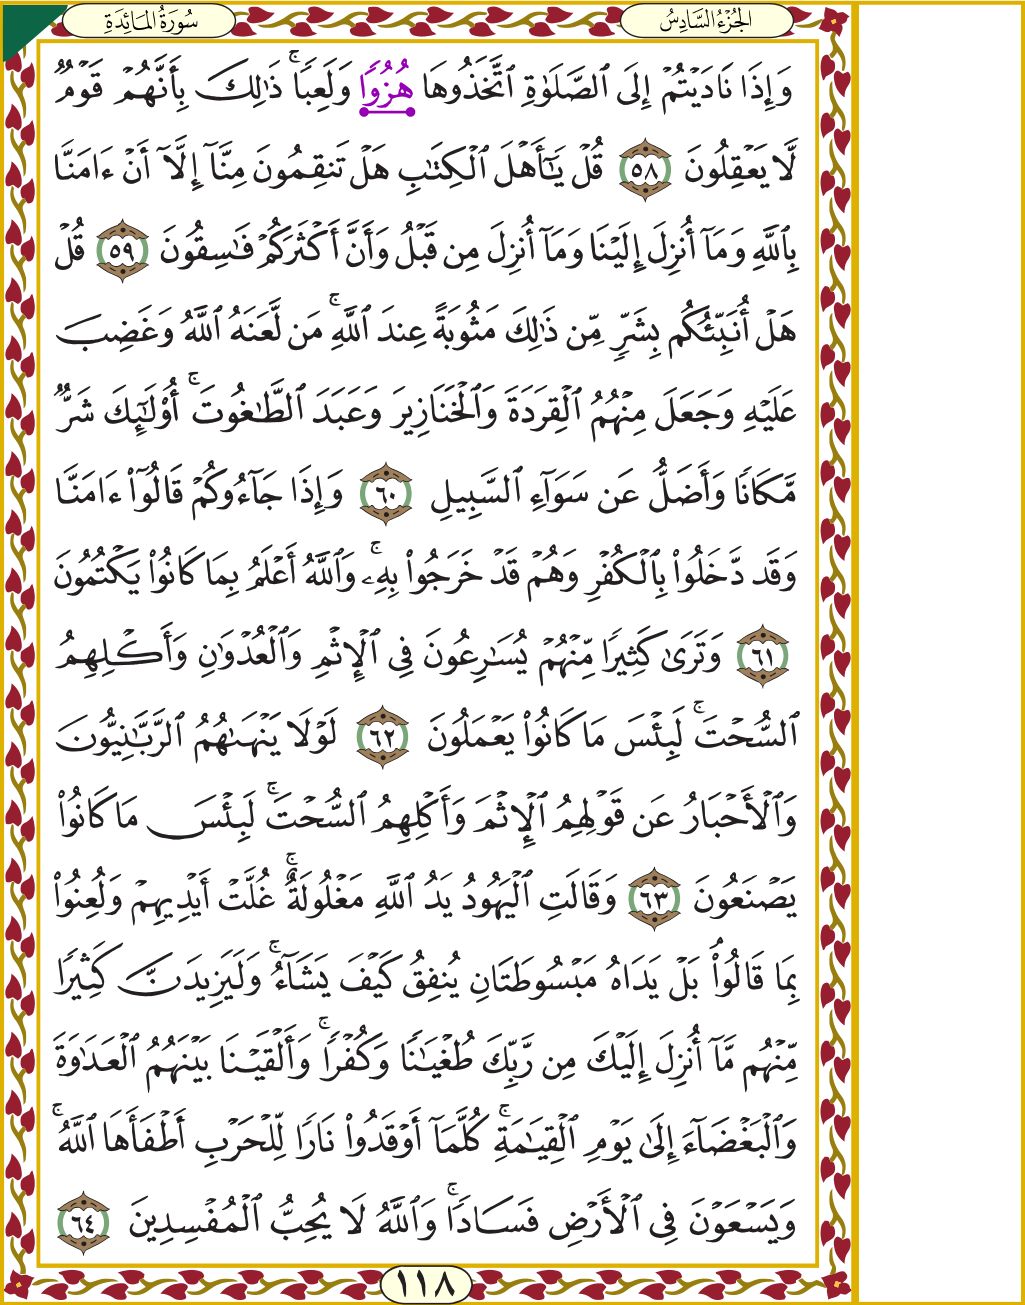 سُورَةُ المَائِدَةِ
الجُزْءُ السَّادِسُ
وَإِذَا نَادَيْتُمْ إِلَى ٱلصَّلَوٰةِ ٱتَّخَذُوهَا هُزُوًا وَلَعِبًا ۚ ذَٰلِكَ بِأَنَّهُمْ قَوْمٌ
لَّا يَعْقِلُونَ ٥٨ قُلْ يَٰٓأَهْلَ ٱلْكِتَٰبِ هَلْ تَنقِمُونَ مِنَّآ إِلَّآ أَنْ ءَامَنَّا
بِٱللَّهِ وَمَآ أُنزِلَ إِلَيْنَا وَمَآ أُنزِلَ مِن قَبْلُ وَأَنَّ أَكْثَرَكُمْ فَٰسِقُونَ ٥٩ قُلْ
هَلْ أُنَبِّئُكُم بِشَرٍّ مِّن ذَٰلِكَ مَثُوبَةً عِندَ ٱللَّهِ ۚ مَن لَّعَنَهُ ٱللَّهُ وَغَضِبَ
عَلَيْهِ وَجَعَلَ مِنْهُمُ ٱلْقِرَدَةَ وَٱلْخَنَازِيرَ وَعَبَدَ ٱلطَّٰغُوتَ ۚ أُوْلَٰٓئِكَ شَرٌّ
مَّكَانًا وَأَضَلُّ عَن سَوَآءِ ٱلسَّبِيلِ ٦٠ وَإِذَا جَآءُوكُمْ قَالُوٓاْ ءَامَنَّا
وَقَد دَّخَلُواْ بِٱلْكُفْرِ وَهُمْ قَدْ خَرَجُواْ بِهِۦ ۚ وَٱللَّهُ أَعْلَمُ بِمَا كَانُواْ يَكْتُمُونَ
٦١ وَتَرَىٰ كَثِيرًا مِّنْهُمْ يُسَٰرِعُونَ فِي ٱلْإِثْمِ وَٱلْعُدْوَٰنِ وَأَكْلِهِمُ
ٱلسُّحْتَ ۚ لَبِئْسَ مَا كَانُواْ يَعْمَلُونَ ٦٢ لَوْلَا يَنْهَىٰهُمُ ٱلرَّبَّٰنِيُّونَ
وَٱلْأَحْبَارُ عَن قَوْلِهِمُ ٱلْإِثْمَ وَأَكْلِهِمُ ٱلسُّحْتَ ۚ لَبِئْسَ مَا كَانُواْ
يَصْنَعُونَ ٦٣ وَقَالَتِ ٱلْيَهُودُ يَدُ ٱللَّهِ مَغْلُولَةٌ ۚ غُلَّتْ أَيْدِيهِمْ وَلُعِنُواْ
بِمَا قَالُواْ ۘ بَلْ يَدَاهُ مَبْسُوطَتَانِ يُنفِقُ كَيْفَ يَشَآءُ ۚ وَلَيَزِيدَنَّ كَثِيرًا
مِّنْهُم مَّآ أُنزِلَ إِلَيْكَ مِن رَّبِّكَ طُغْيَٰنًا وَكُفْرًا ۚ وَأَلْقَيْنَا بَيْنَهُمُ ٱلْعَدَٰوَةَ
وَٱلْبَغْضَآءَ إِلَىٰ يَوْمِ ٱلْقِيَٰمَةِ ۚ كُلَّمَآ أَوْقَدُواْ نَارًا لِّلْحَرْبِ أَطْفَأَهَا ٱللَّهُ ۚ
وَيَسْعَوْنَ فِي ٱلْأَرْضِ فَسَادًا ۚ وَٱللَّهُ لَا يُحِبُّ ٱلْمُفْسِدِينَ ٦٤
١١٨